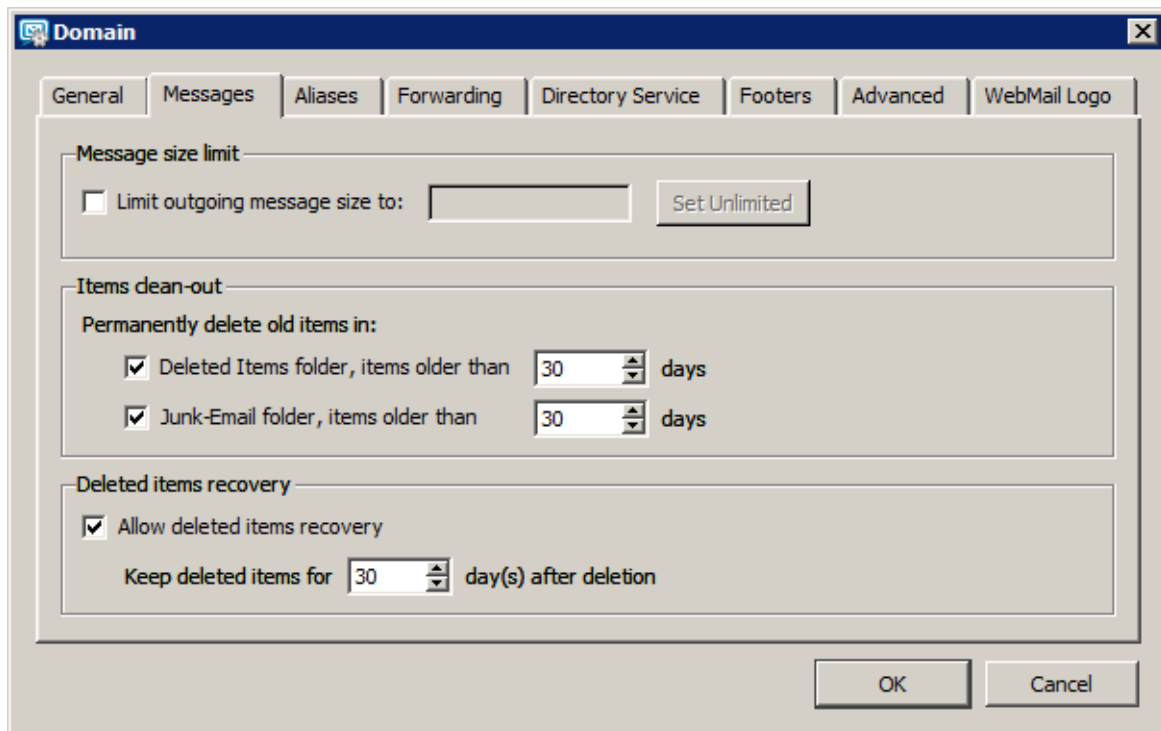 Domain
General Messages Aliases Forwarding Directory Service Footers Advanced WebMail Logo
Message size limit
Limit outgoing message size to: Set Unlimited
Items clean-out
Permanently delete old items in:
Deleted Items folder, items older than 30 days
Junk-Email folder, items older than 30 days
Deleted items recovery
Allow deleted items recovery
Keep deleted items for 30 day(s) after deletion
OK Cancel